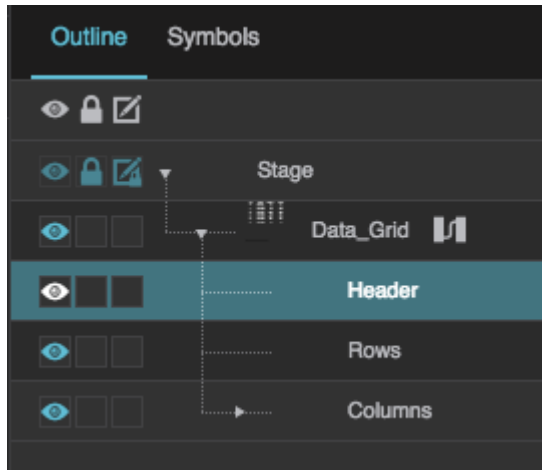 Outline Symbols
Stage
Data_Grid
Header
Rows
Columns